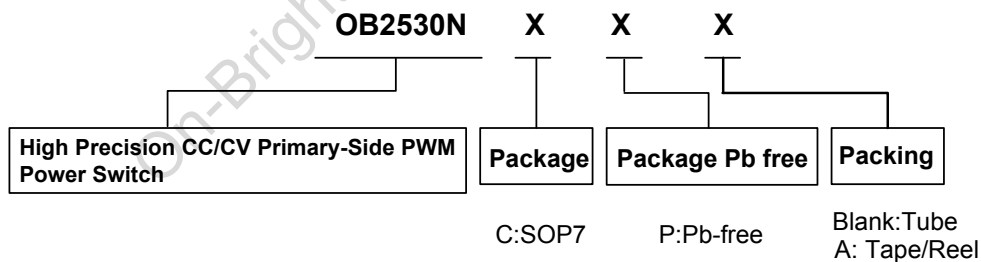 OB2530N X X X
High Precision CC/CV Primary-Side PWM
Power Switch
Package
Package Pb free
Packing
C:SOP7
P:Pb-free
Blank:Tube
A: Tape/Reel
On-Brigh